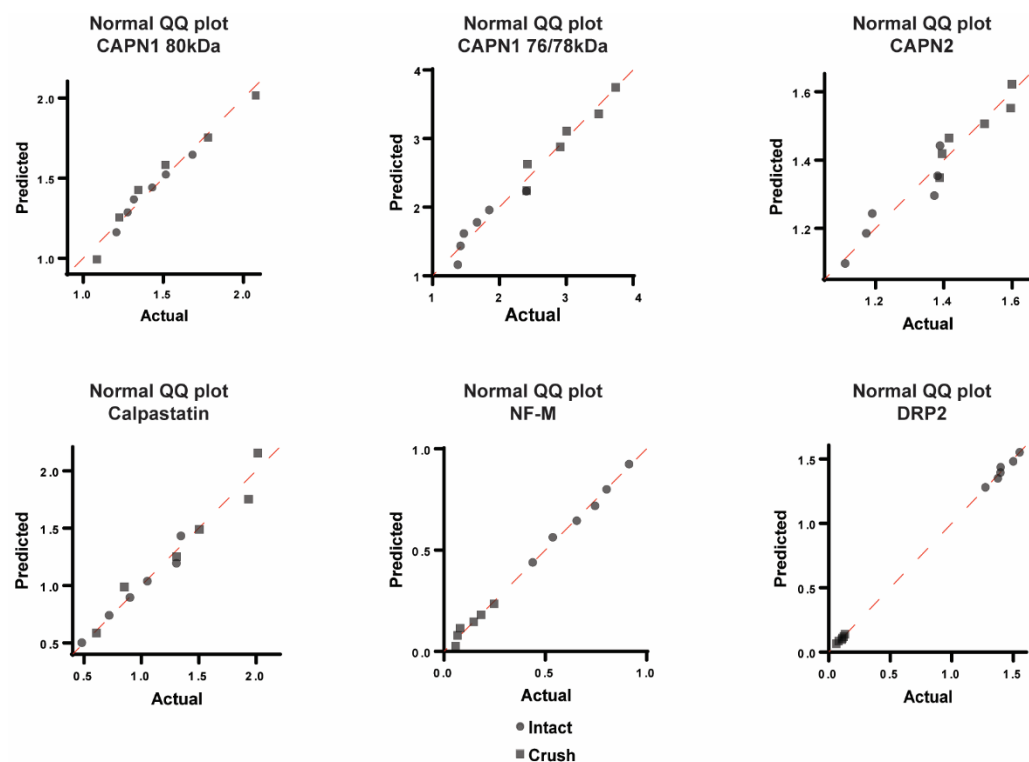 Normal QQ plot
CAPN1 80kDa
Predicted
2.0
1.5
1.0
1.0 1.5 2.0
Actual
Normal QQ plot
CAPN1 76/78kDa
Predicted
4
3
2
1
1 2 3 4
Actual
Normal QQ plot
CAPN2
Predicted
1.6
1.4
1.2
1.2 1.4 1.6
Actual
Normal QQ plot
Calpastatin
Predicted
2.0
1.5
1.0
0.5
0.5 1.0 1.5 2.0
Actual
Normal QQ plot
NF-M
Predicted
1.0
0.5
0.0
0.0 0.5 1.0
Actual
Normal QQ plot
DRP2
Predicted
1.5
1.0
0.5
0.0
0.0 0.5 1.0 1.5
Actual
Intact
Crush